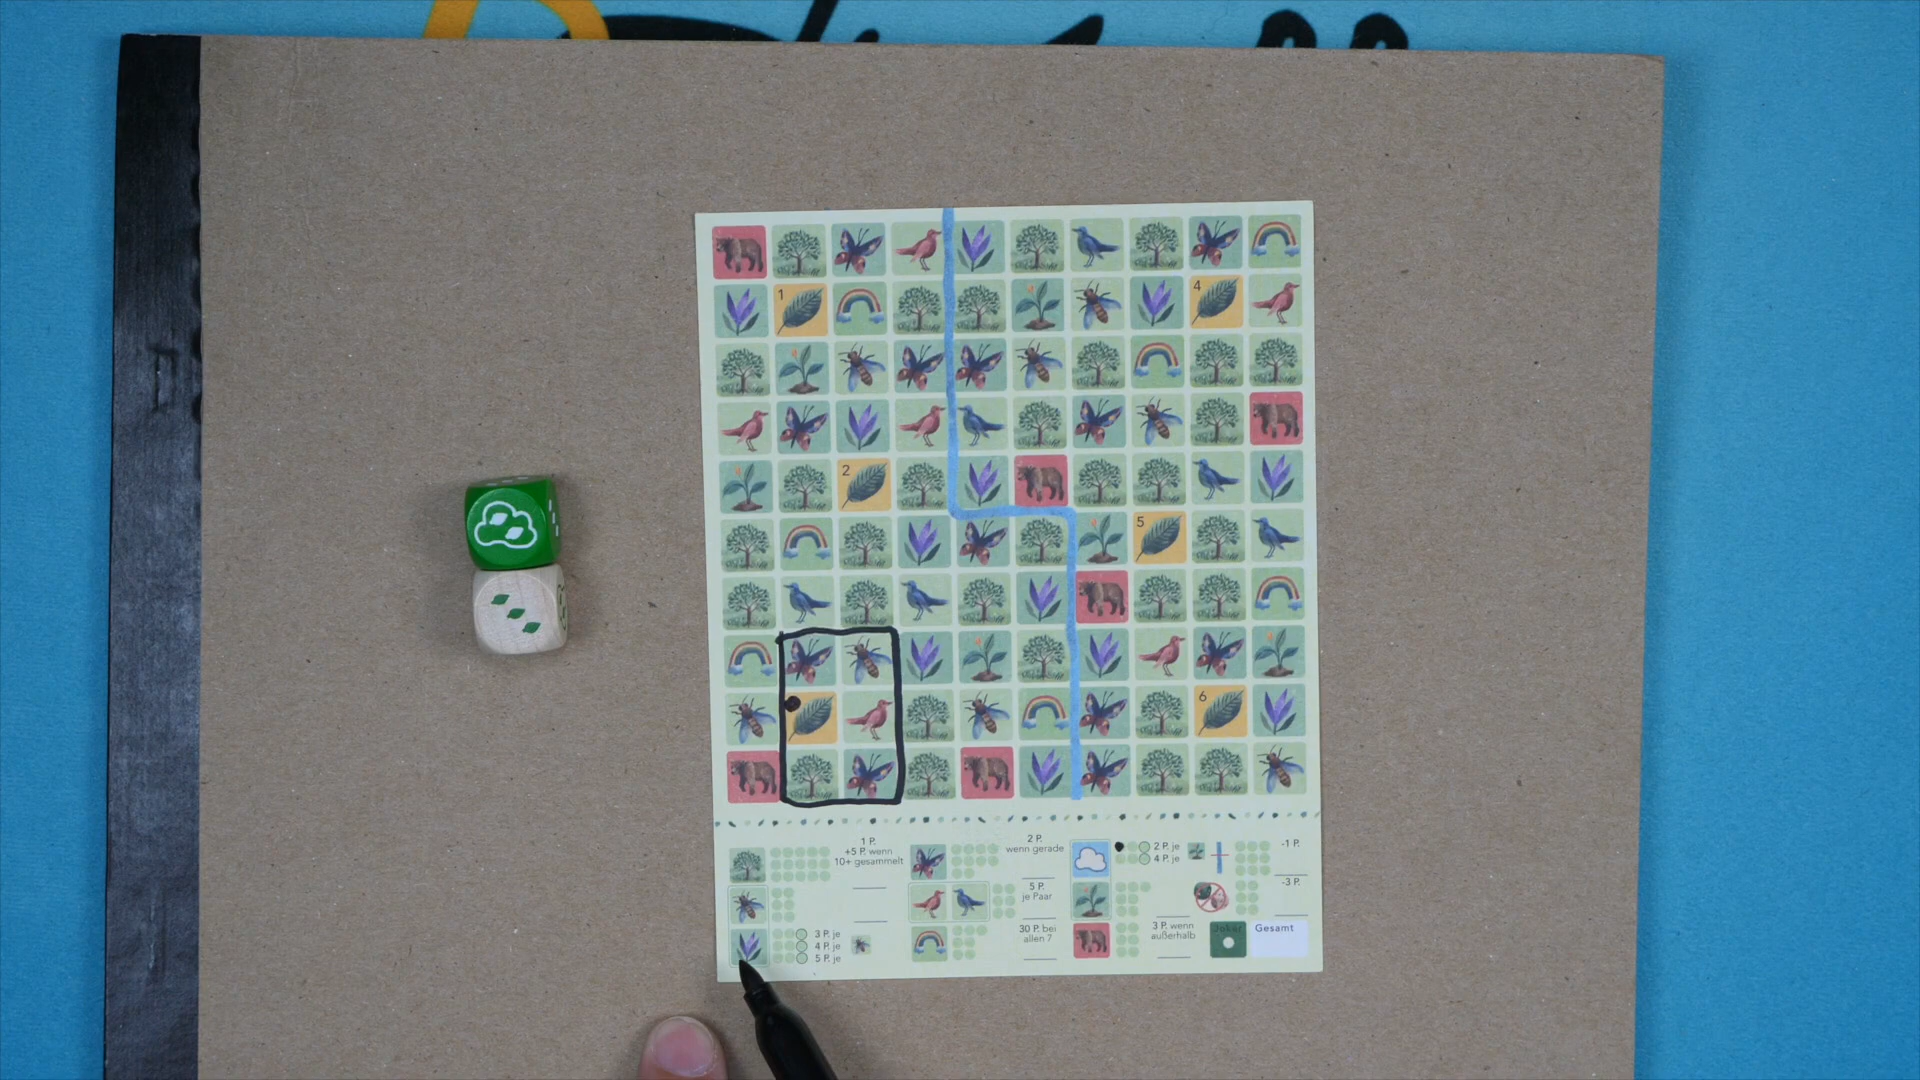 1
4
2
5
6
1 P.
+5 P. wenn
10+ gesammelt
2 P.
wenn gerade
2 P. je
4 P. je
-1 P.
5 P.
je Paar
-3 P.
3 P. je
4 P. je
5 P. je
30 P. bei
allen 7
3 P. wenn
außerhalb
Joker
Gesamt